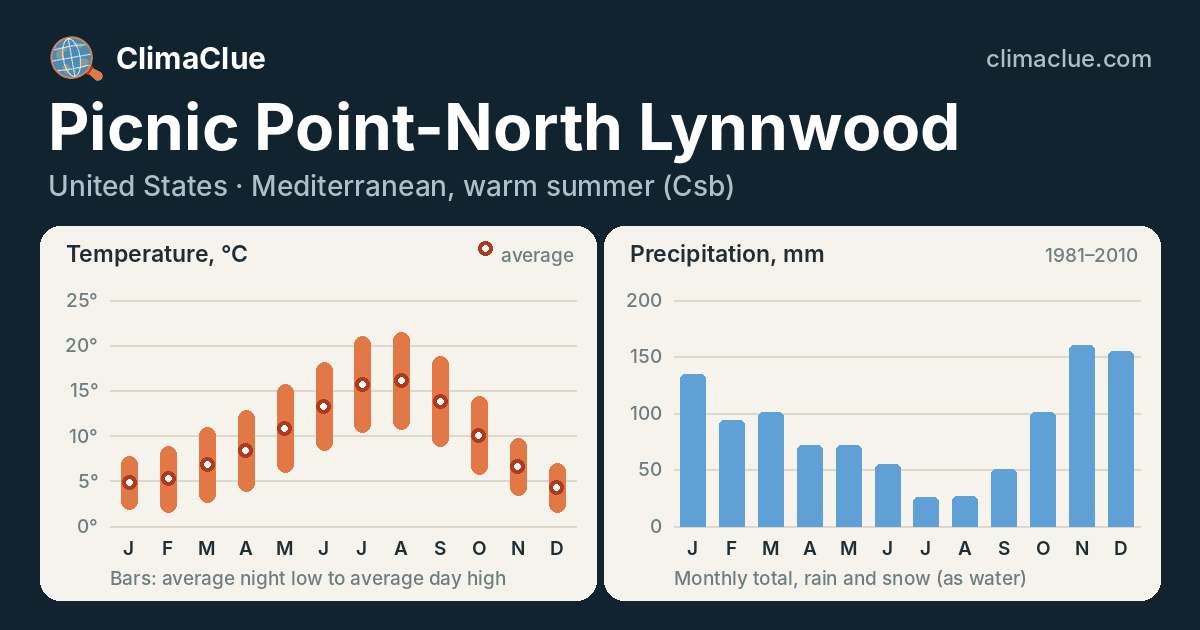 ClimaClue
climaclue.com
Picnic Point-North Lynnwood
United States · Mediterranean, warm summer (Csb)
Temperature, °C
average
25°
20°
15°
10°
5°
0°
J F M A M J J A S O N D
Bars: average night low to average day high
Precipitation, mm
1981–2010
200
150
100
50
0
J F M A M J J A S O N D
Monthly total, rain and snow (as water)